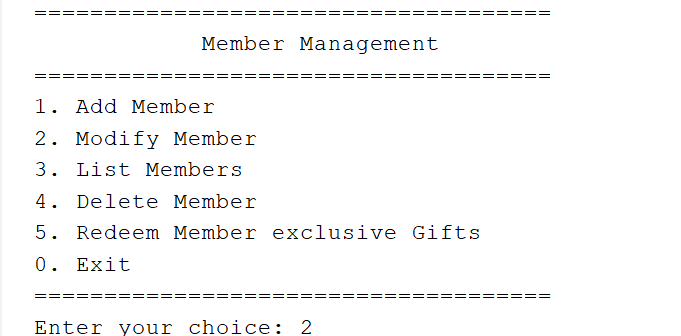 =====================================
Member Management
=====================================
1. Add Member
2. Modify Member
3. List Members
4. Delete Member
5. Redeem Member exclusive Gifts
0. Exit
=====================================
Enter your choice: 2